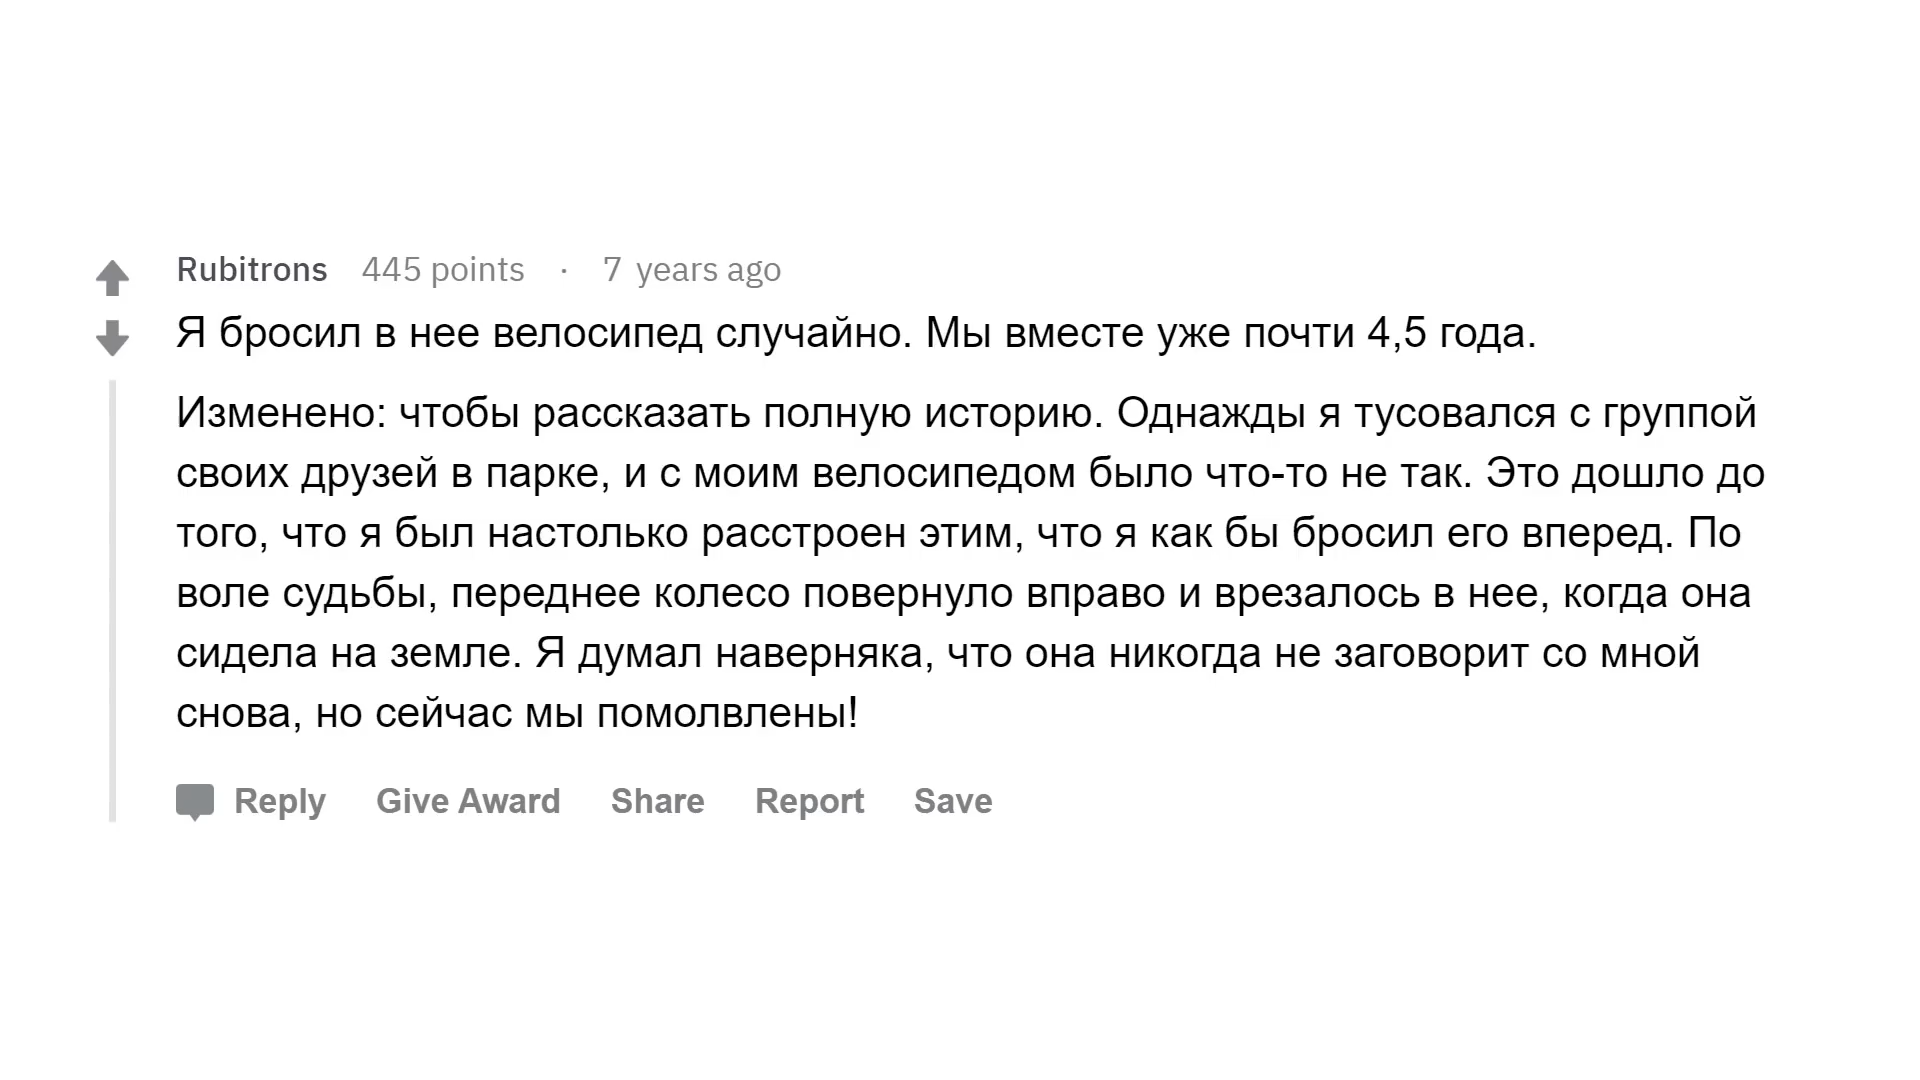 Rubitrons 445 points · 7 years ago
Я бросил в нее велосипед случайно. Мы вместе уже почти 4,5 года.
Изменено: чтобы рассказать полную историю. Однажды я тусовался с группой
своих друзей в парке, и с моим велосипедом было что-то не так. Это дошло до
того, что я был настолько расстроен этим, что я как бы бросил его вперед. По
воле судьбы, переднее колесо повернуло вправо и врезалось в нее, когда она
сидела на земле. Я думал наверняка, что она никогда не заговорит со мной
снова, но сейчас мы помолвлены!
Reply Give Award Share Report Save